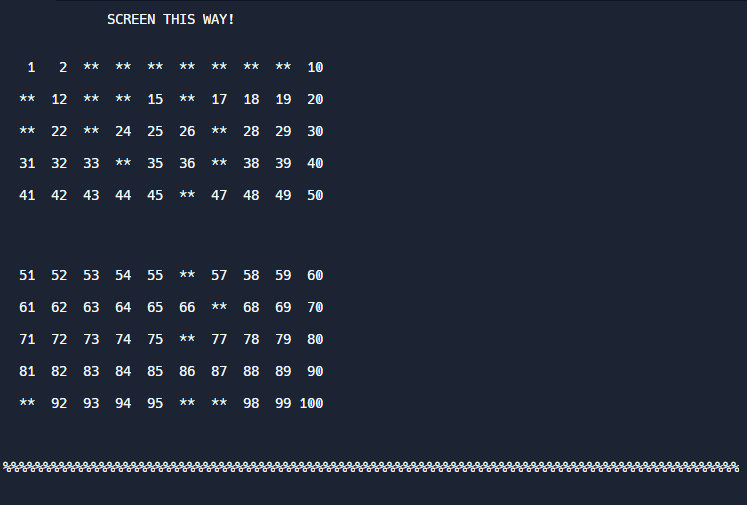 SCREEN THIS WAY!
1 2 ** ** ** ** ** ** ** 10
** 12 ** ** 15 ** 17 18 19 20
** 22 ** 24 25 26 ** 28 29 30
31 32 33 ** 35 36 ** 38 39 40
41 42 43 44 45 ** 47 48 49 50
51 52 53 54 55 ** 57 58 59 60
61 62 63 64 65 66 ** 68 69 70
71 72 73 74 75 ** 77 78 79 80
81 82 83 84 85 86 87 88 89 90
** 92 93 94 95 ** ** 98 99 100
%%%%%%%%%%%%%%%%%%%%%%%%%%%%%%%%%%%%%%%%%%%%%%%%%%%%%%%%%%%%%%%%%%%%%%%%%%%%%%%%%%%%%%%%%%%%%%